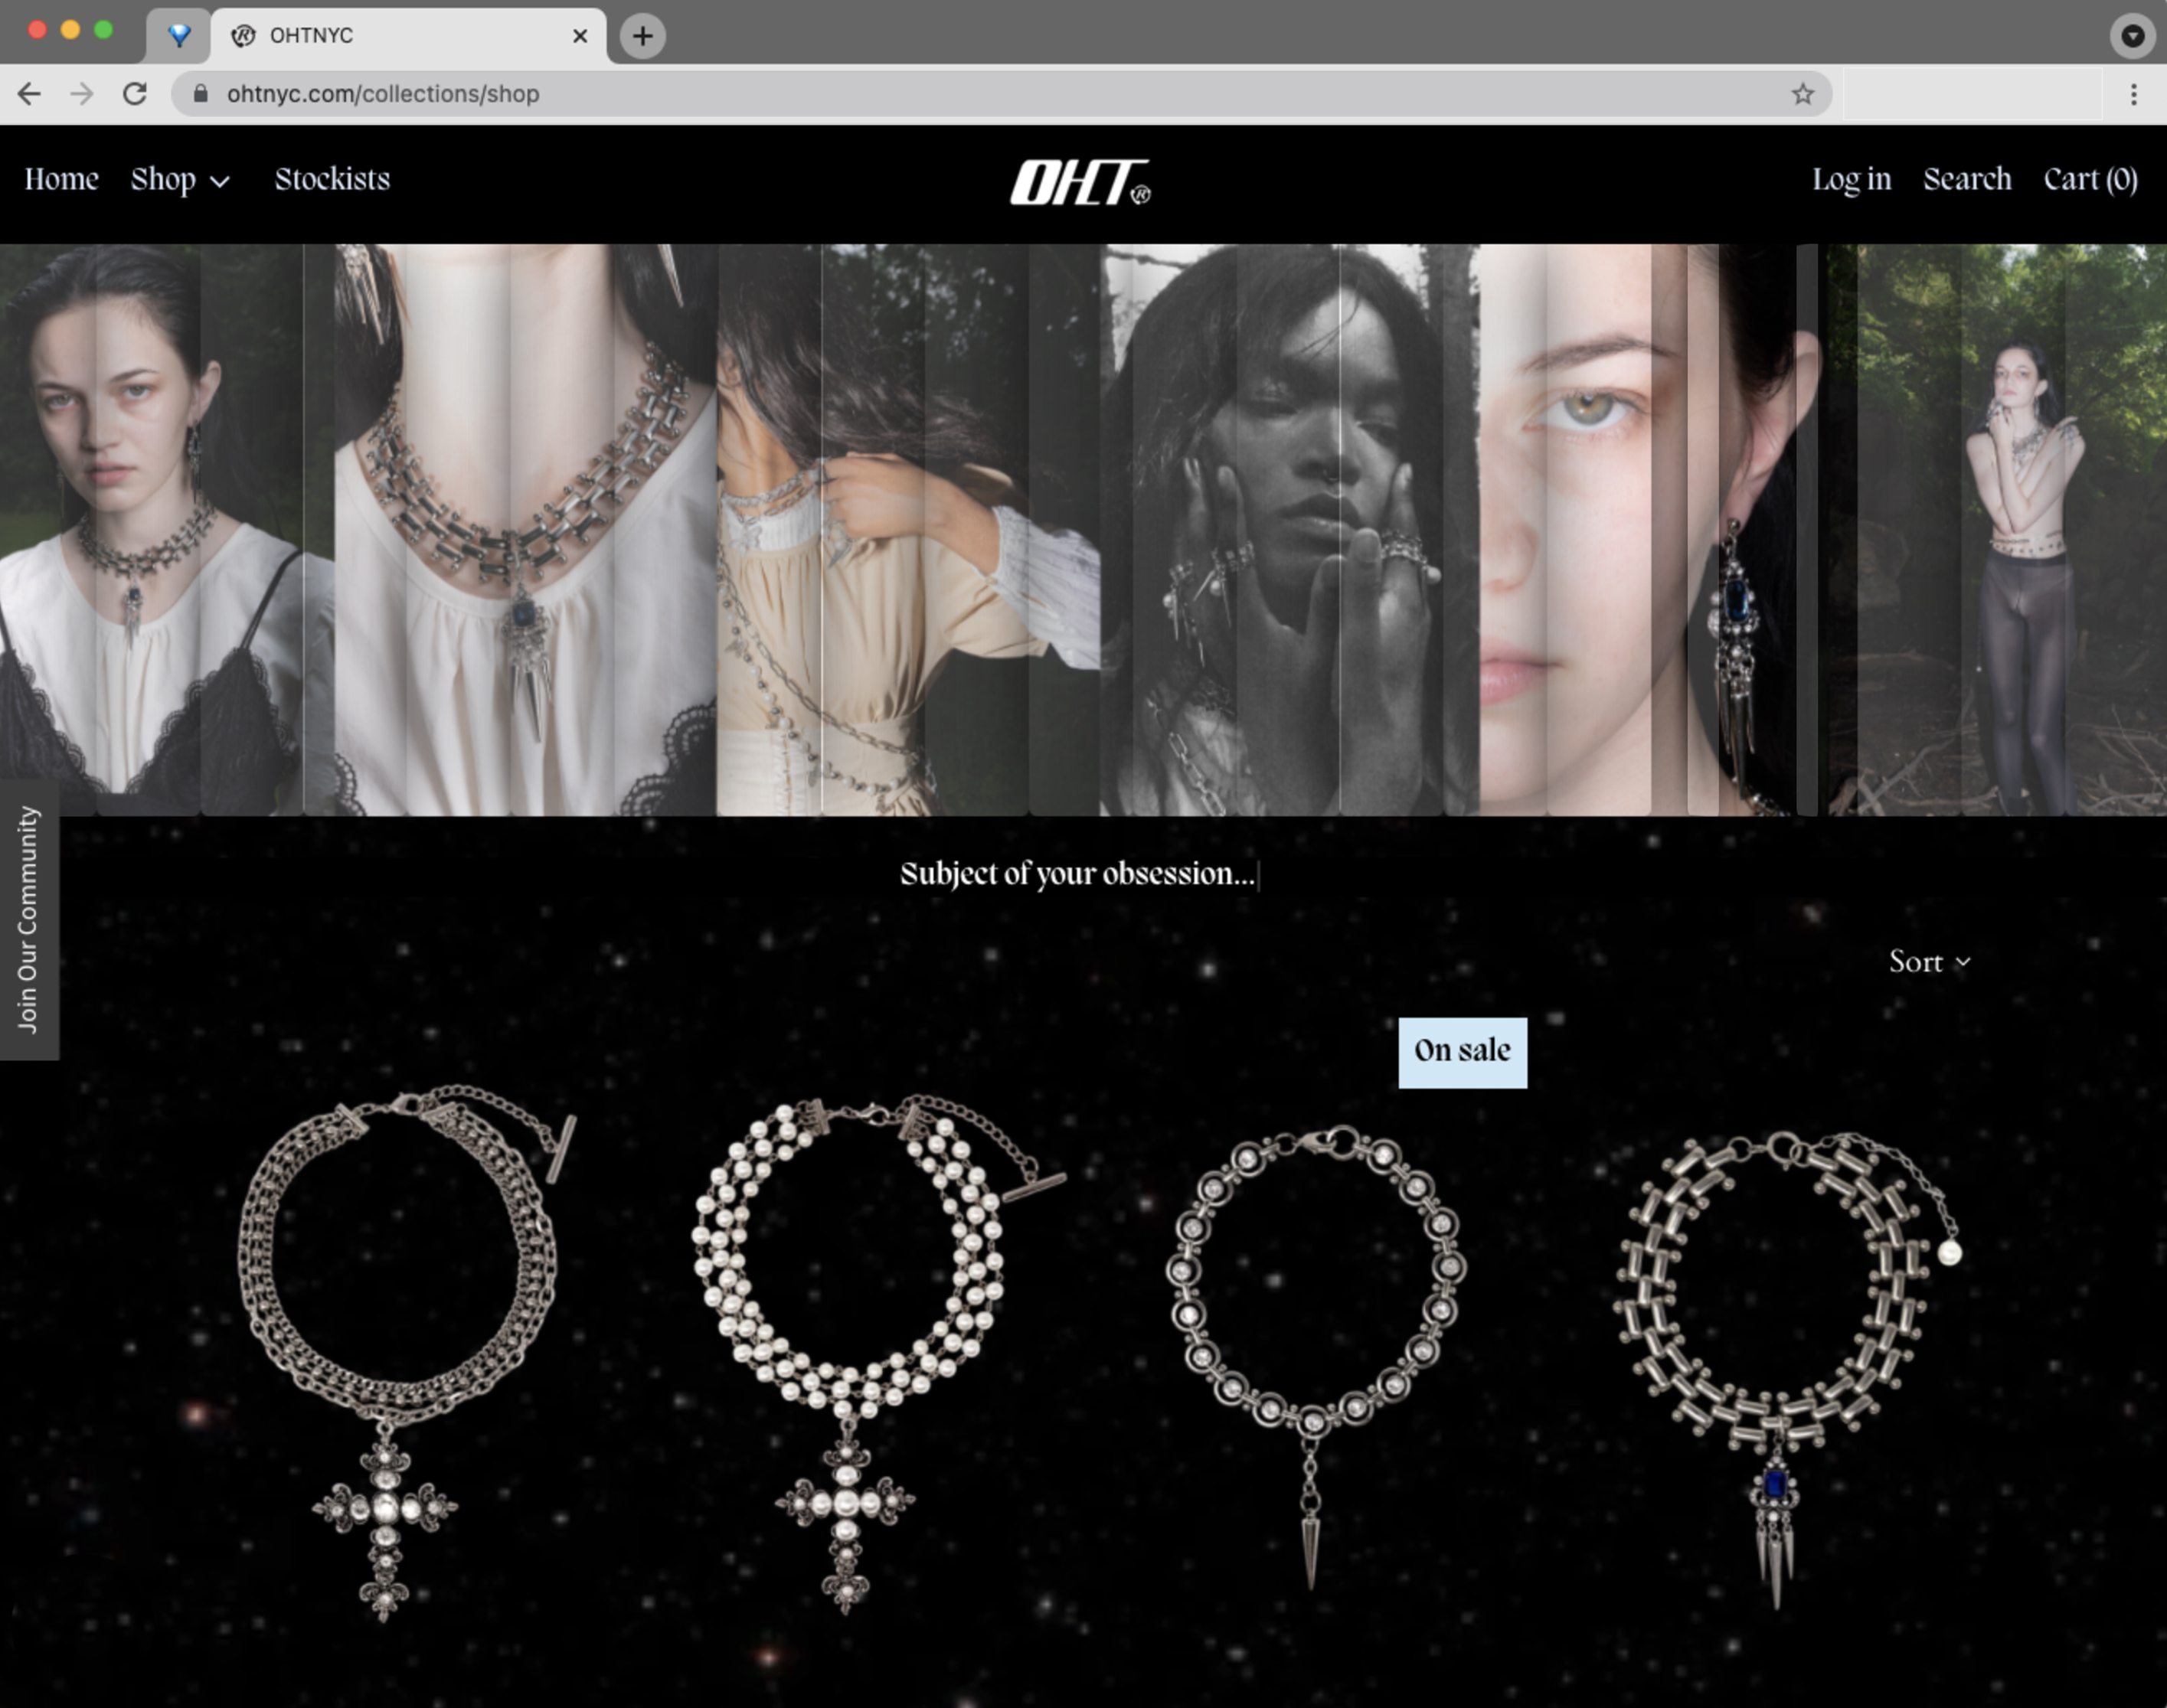 OHTNYC
ohtnyc.com/collections/shop
Home Shop Stockists
OHT®
Log in Search Cart (0)
Join Our Community
Subject of your obsession...
Sort
On sale